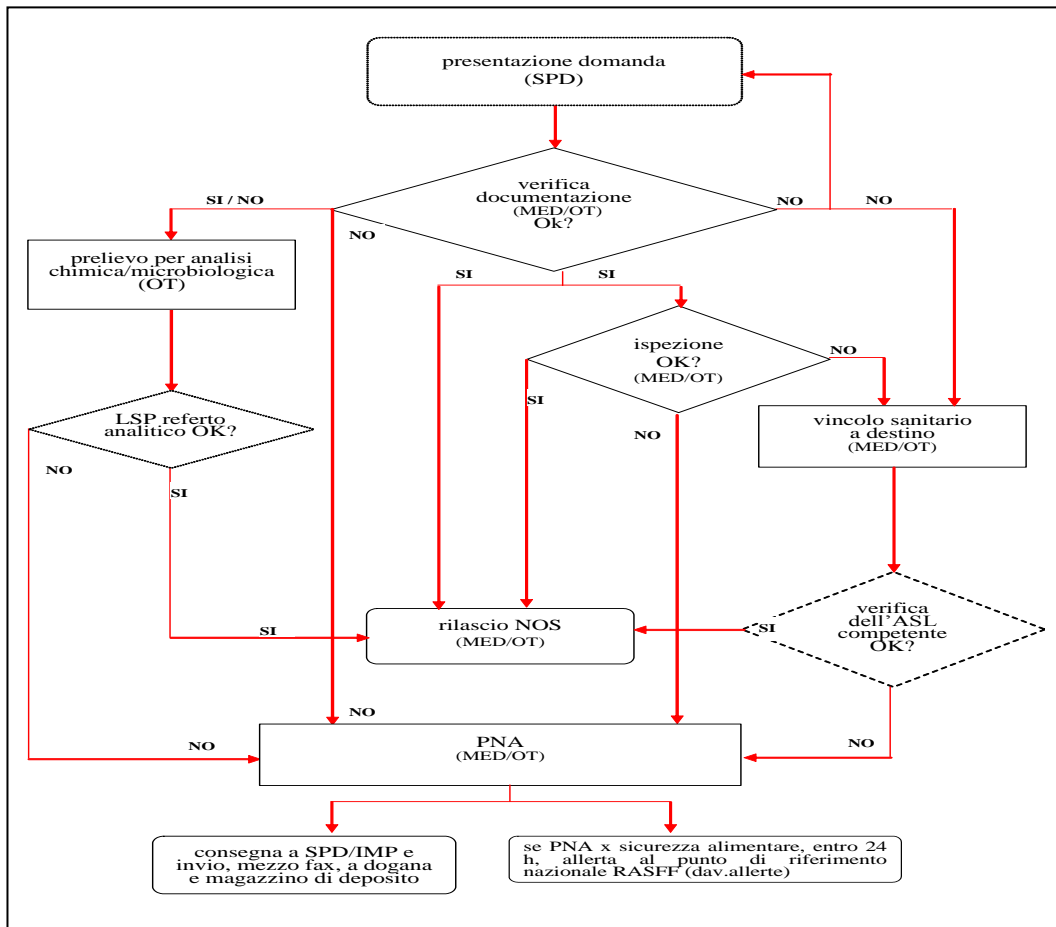 presentazione domanda
(SPD)
verifica
documentazione
(MED/OT)
Ok?
SI / NO
NO
NO
NO
prelievo per analisi
chimica/microbiologica
(OT)
SI
SI
ispezione
OK?
(MED/OT)
NO
SI
NO
LSP referto
analitico OK?
NO
SI
vincolo sanitario
a destino
(MED/OT)
verifica
dell'ASL
competente
OK?
SI
SI
rilascio NOS
(MED/OT)
NO
NO
NO
PNA
(MED/OT)
consegna a SPD/IMP e
invio, mezzo fax, a dogana
e magazzino di deposito
se PNA x sicurezza alimentare, entro 24
h, allerta al punto di riferimento
nazionale RASFF (dav.allerte)